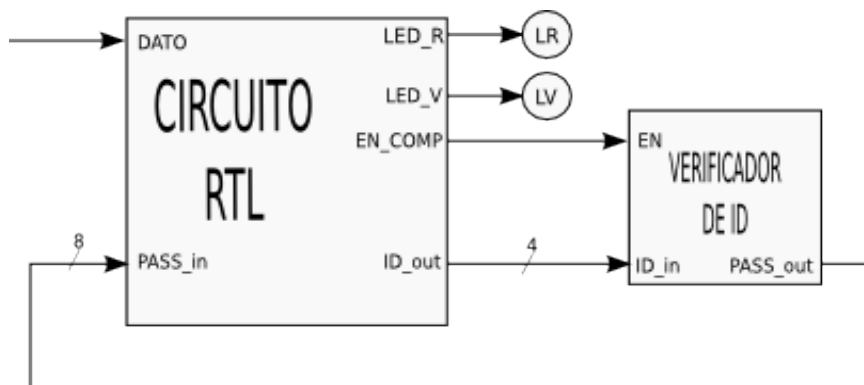 DATO
LED_R
LR
CIRCUITO
RTL
LED_V
LV
EN_COMP
EN
VERIFICADOR
DE ID
8
PASS_in
ID_out
4
ID_in
PASS_out